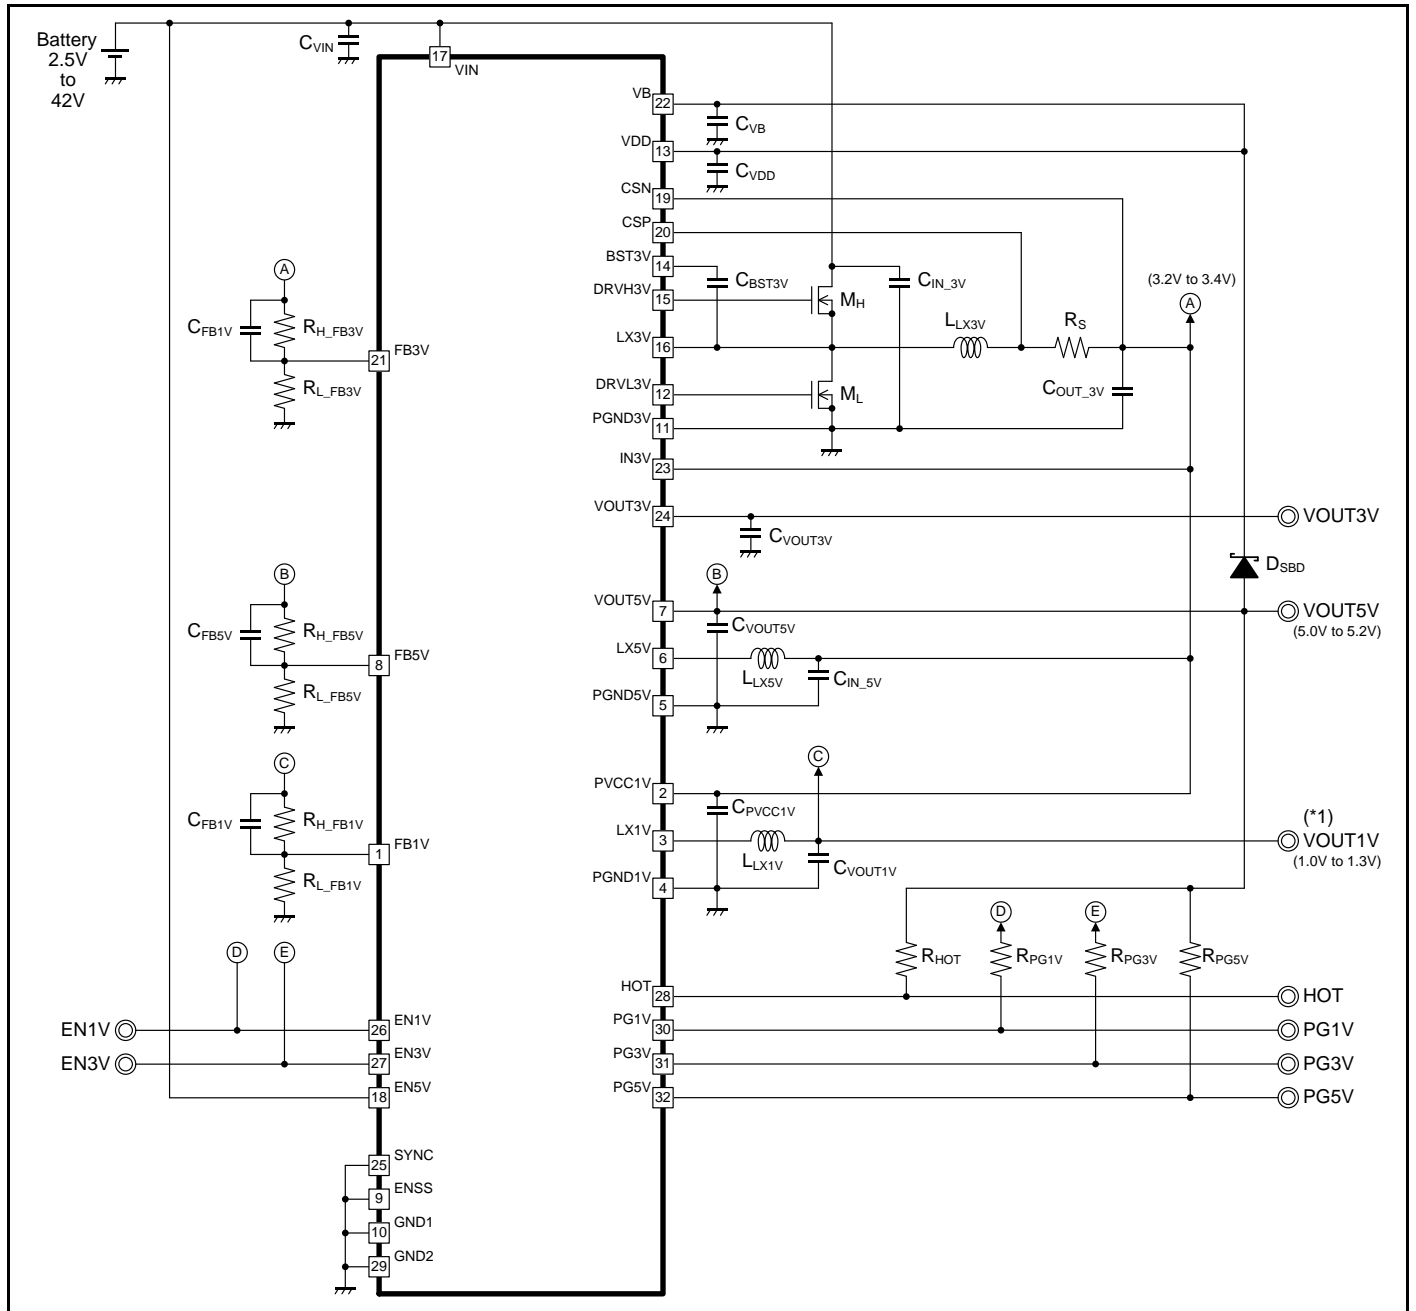 Battery
2.5V
to
42V
CVIN
17
VIN
VB
22
CVB
VDD
13
CVDD
CSN
19
CSP
20
BST3V
14
CBST3V
CIN_3V
DRVH3V
15
MH
(3.2V to 3.4V)
A
LX3V
16
LLX3V
RS
DRVL3V
12
ML
COUT_3V
PGND3V
11
IN3V
23
VOUT3V
24
CVOUT3V
VOUT3V
DSBD
B
VOUT5V
7
CVOUT5V
VOUT5V
(5.0V to 5.2V)
LX5V
6
LLX5V
CIN_5V
PGND5V
5
C
PVCC1V
2
CPVCC1V
(*1)
LX1V
3
LLX1V
CVOUT1V
VOUT1V
(1.0V to 1.3V)
PGND1V
4
D
E
RHOT
RPG1V
RPG3V
RPG5V
HOT
28
HOT
PG1V
30
PG1V
PG3V
31
PG3V
PG5V
32
PG5V
A
CFB1V
RH_FB3V
21
FB3V
RL_FB3V
B
CFB5V
RH_FB5V
8
FB5V
RL_FB5V
C
CFB1V
RH_FB1V
1
FB1V
RL_FB1V
D
E
EN1V
26
EN1V
EN3V
27
EN3V
18
EN5V
25
SYNC
9
ENSS
10
GND1
29
GND2